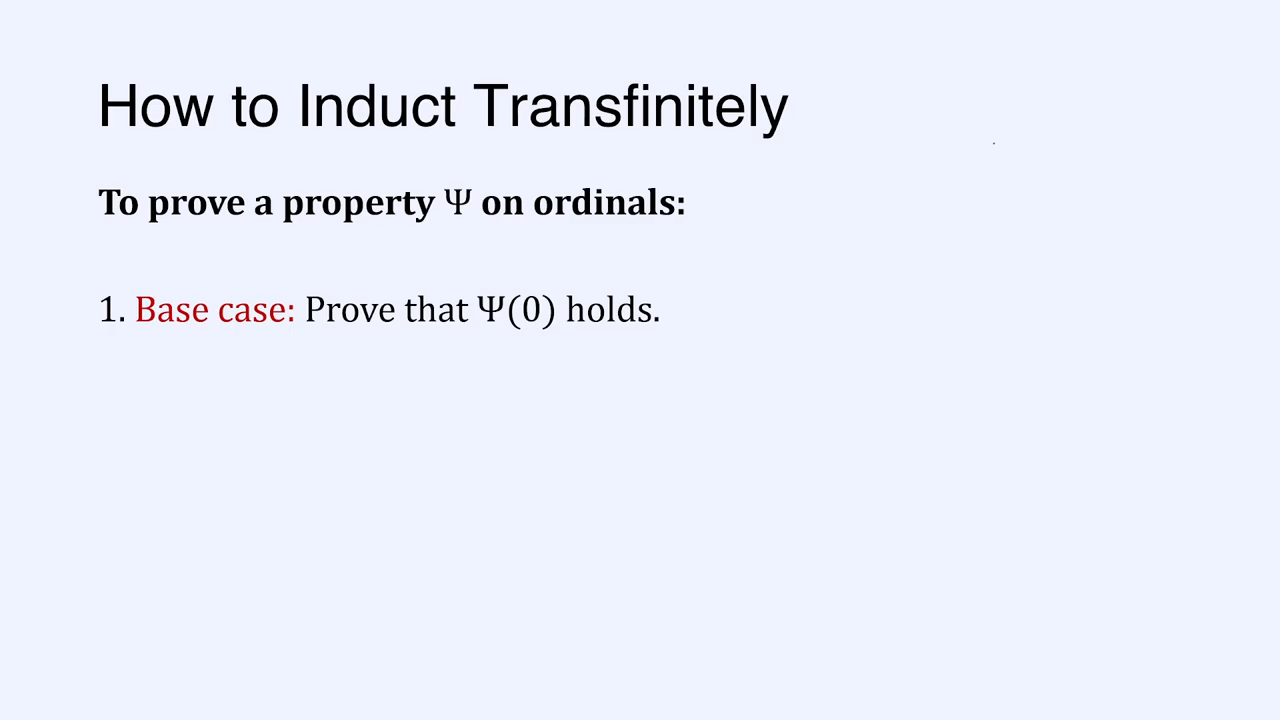 How to Induct Transfinitely
To prove a property Ψ on ordinals:
1. Base case: Prove that Ψ(0) holds.